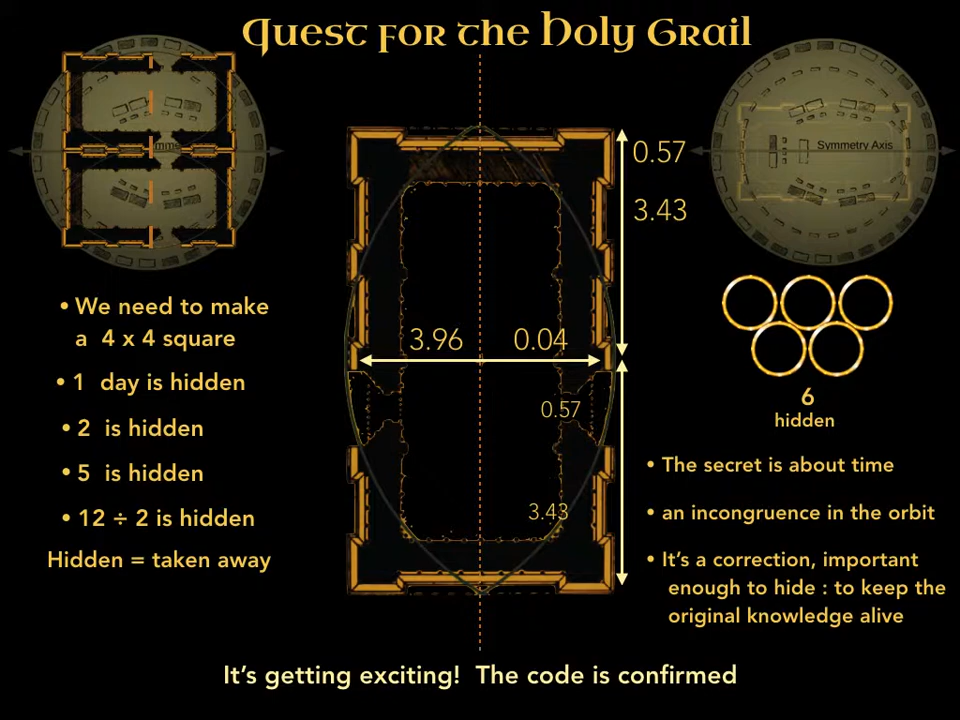 Quest for the Holy Grail
Symmetry Axis
0.57
3.43
3.96
0.04
0.57
3.43
• We need to make
a 4 x 4 square
• 1 day is hidden
• 2 is hidden
• 5 is hidden
• 12 ÷ 2 is hidden
Hidden = taken away
6
hidden
• The secret is about time
• an incongruence in the orbit
• It's a correction, important
enough to hide : to keep the
original knowledge alive
It's getting exciting! The code is confirmed